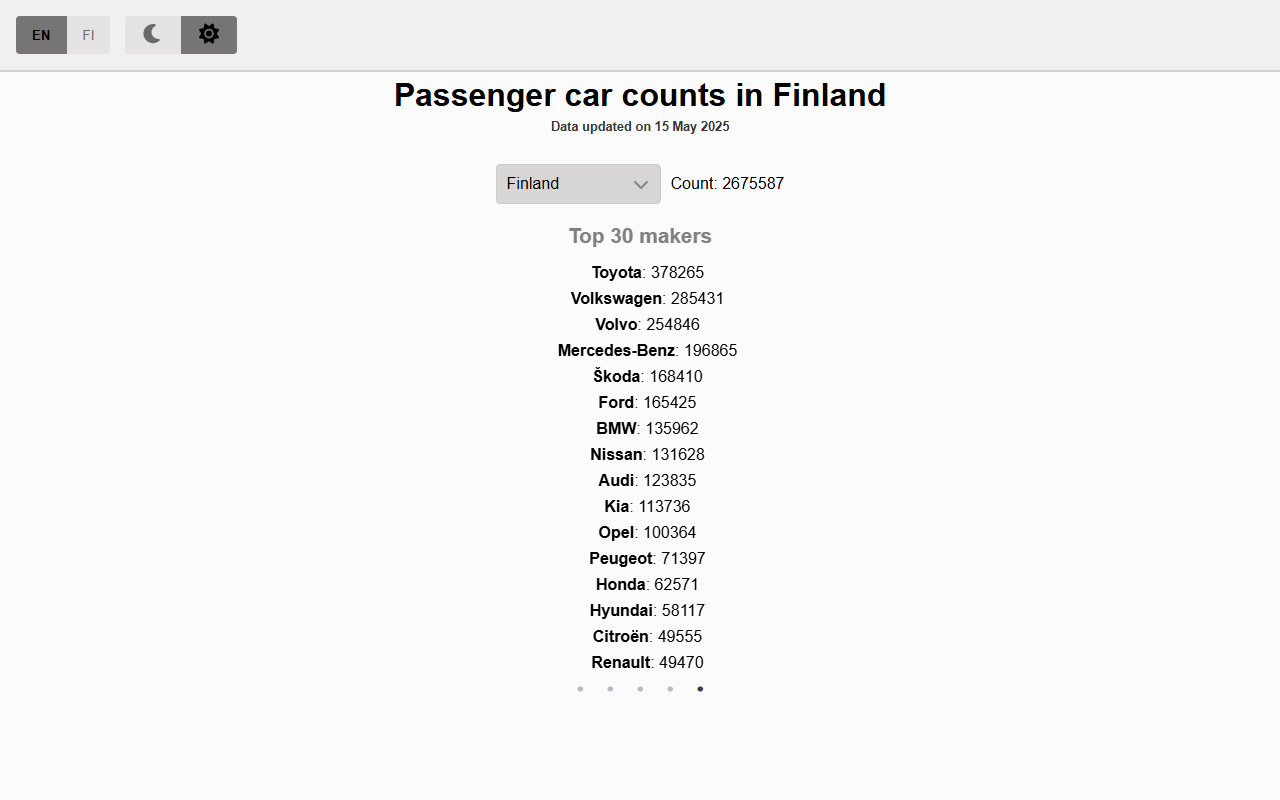 EN FI
Passenger car counts in Finland
Data updated on 15 May 2025
Finland Count: 2675587
Top 30 makers
Toyota: 378265
Volkswagen: 285431
Volvo: 254846
Mercedes-Benz: 196865
Škoda: 168410
Ford: 165425
BMW: 135962
Nissan: 131628
Audi: 123835
Kia: 113736
Opel: 100364
Peugeot: 71397
Honda: 62571
Hyundai: 58117
Citroën: 49555
Renault: 49470